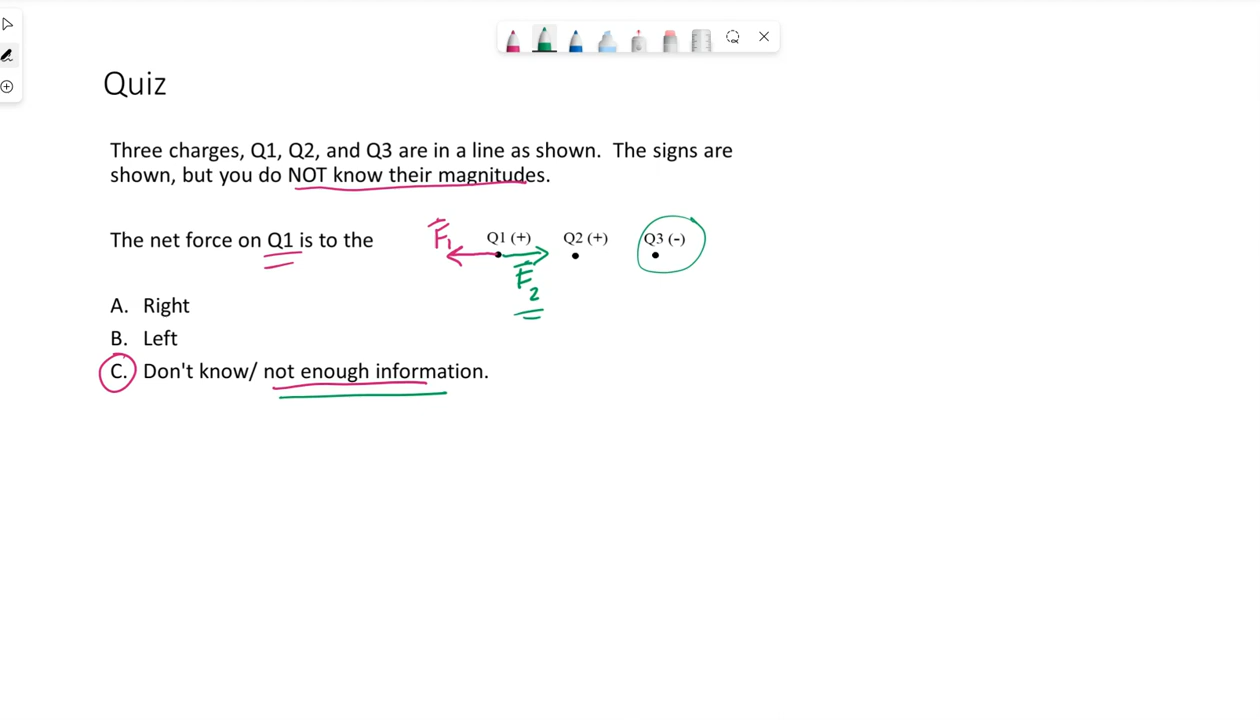 Quiz
Three charges, Q1, Q2, and Q3 are in a line as shown.  The signs are
shown, but you do NOT know their magnitudes.
The net force on Q1 is to the
F₁
Q1 (+)
Q2 (+)
Q3 (-)
F₂
A. Right
B. Left
C. Don't know/ not enough information.